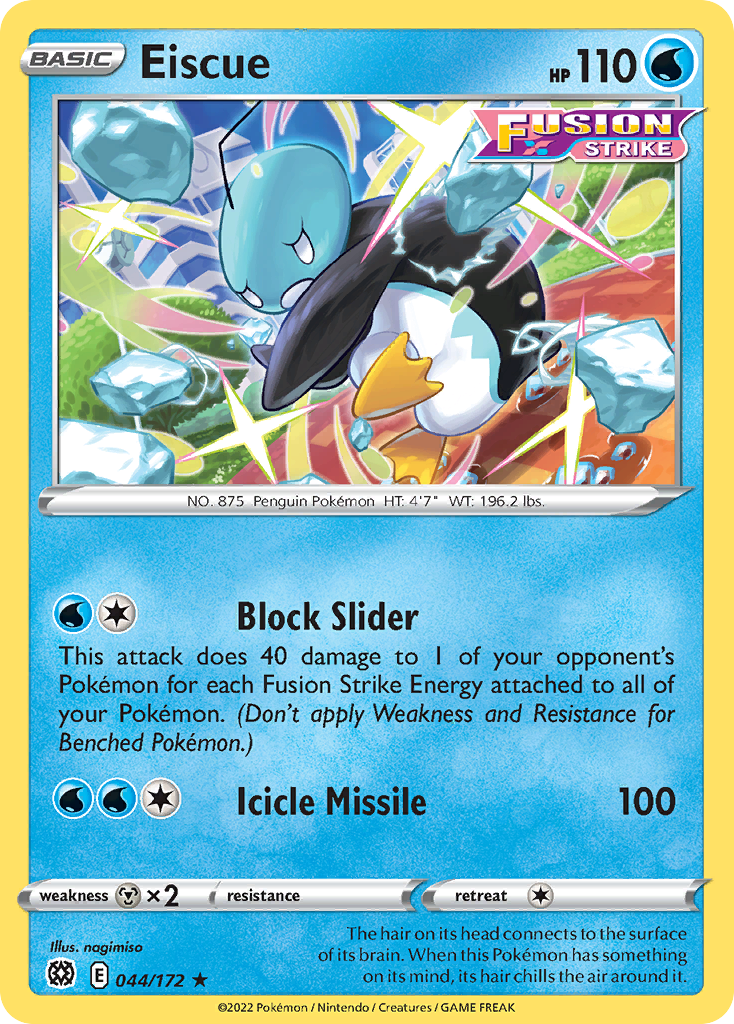 BASIC Eiscue HP 110
FUSION
STRIKE
NO. 875 Penguin Pokémon HT: 4'7" WT: 196.2 lbs.
Block Slider
This attack does 40 damage to 1 of your opponent's
Pokémon for each Fusion Strike Energy attached to all of
your Pokémon. (Don't apply Weakness and Resistance for
Benched Pokémon.)
Icicle Missile 100
weakness ×2 resistance retreat
Illus. nagimiso
The hair on its head connects to the surface
of its brain. When this Pokémon has something
on its mind, its hair chills the air around it.
E 044/172 ★
©2022 Pokémon / Nintendo / Creatures / GAME FREAK